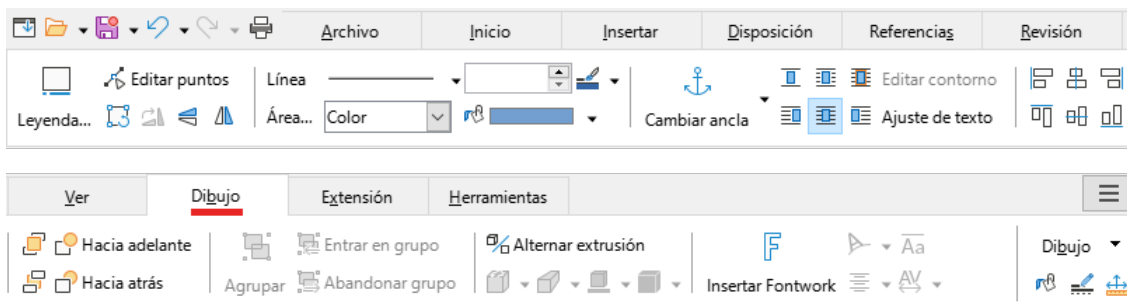 Archivo Inicio Insertar Disposición Referencias Revisión
Editar puntos Línea Editar contorno
Leyenda... Área... Color Cambiar ancla Ajuste de texto
Ver Dibujo Extensión Herramientas
Hacia adelante Entrar en grupo Alternar extrusión Aa Dibujo
Hacia atrás Agrupar Abandonar grupo Insertar Fontwork AV